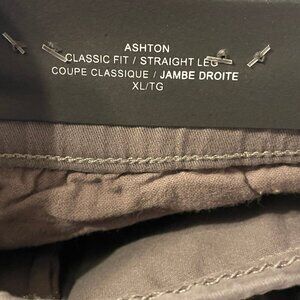 ASHTON
CLASSIC FIT / STRAIGHT LEG
COUPE CLASSIQUE / JAMBE DROITE
XL/TG